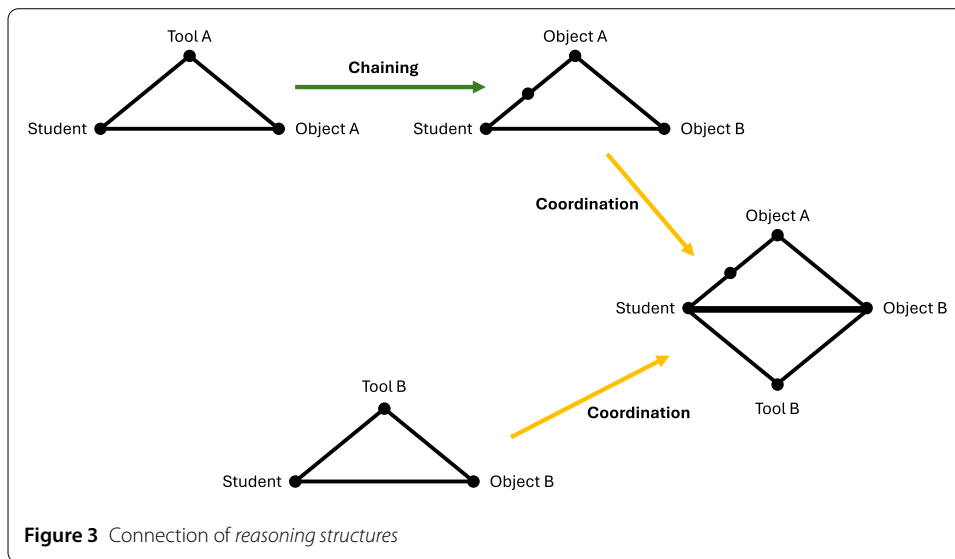 Tool A
Student
Object A
Chaining
Object A
Student
Object B
Coordination
Object A
Student
Object B
Tool B
Coordination
Tool B
Student
Object B
Figure 3 Connection of reasoning structures